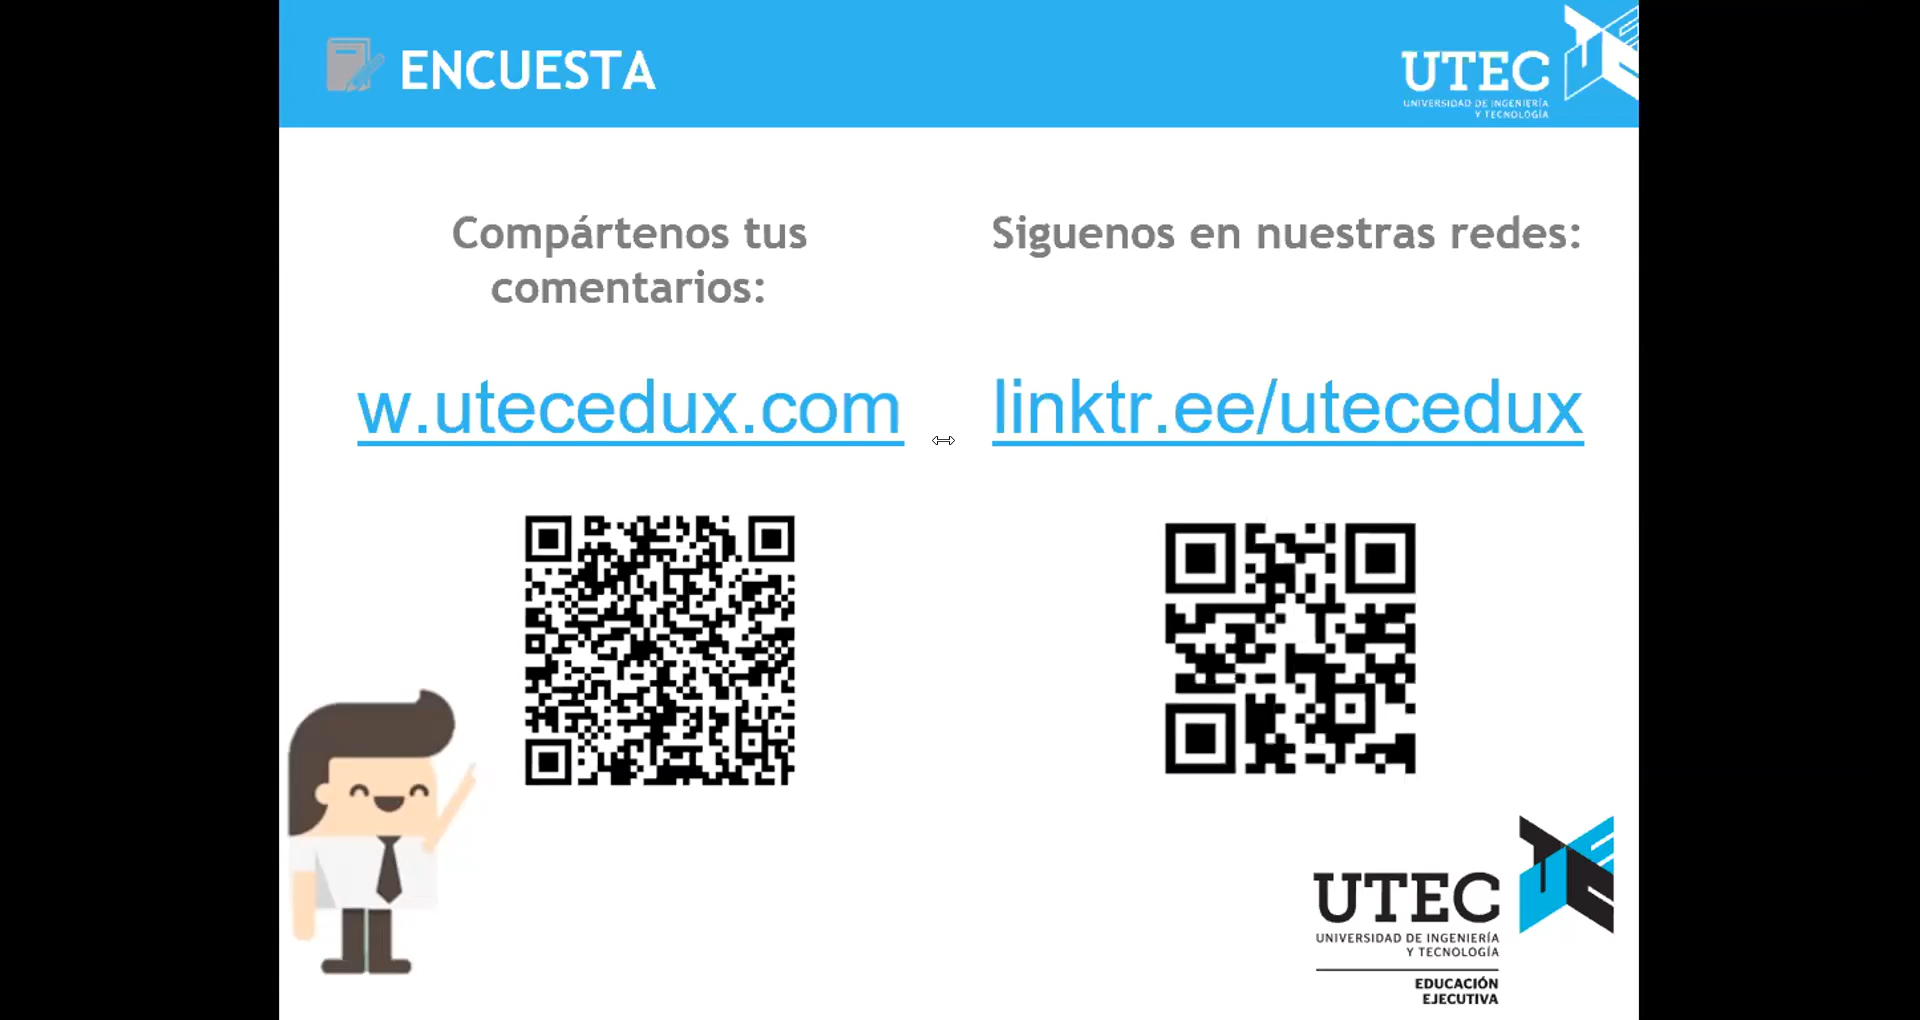 ENCUESTA
UTEC
UNIVERSIDAD DE INGENIERÍA
Y TECNOLOGÍA
Compártenos tus
comentarios:
w.utecedux.com
Siguenos en nuestras redes:
linktr.ee/utecedux
UTEC
UNIVERSIDAD DE INGENIERÍA
Y TECNOLOGÍA
EDUCACIÓN
EJECUTIVA